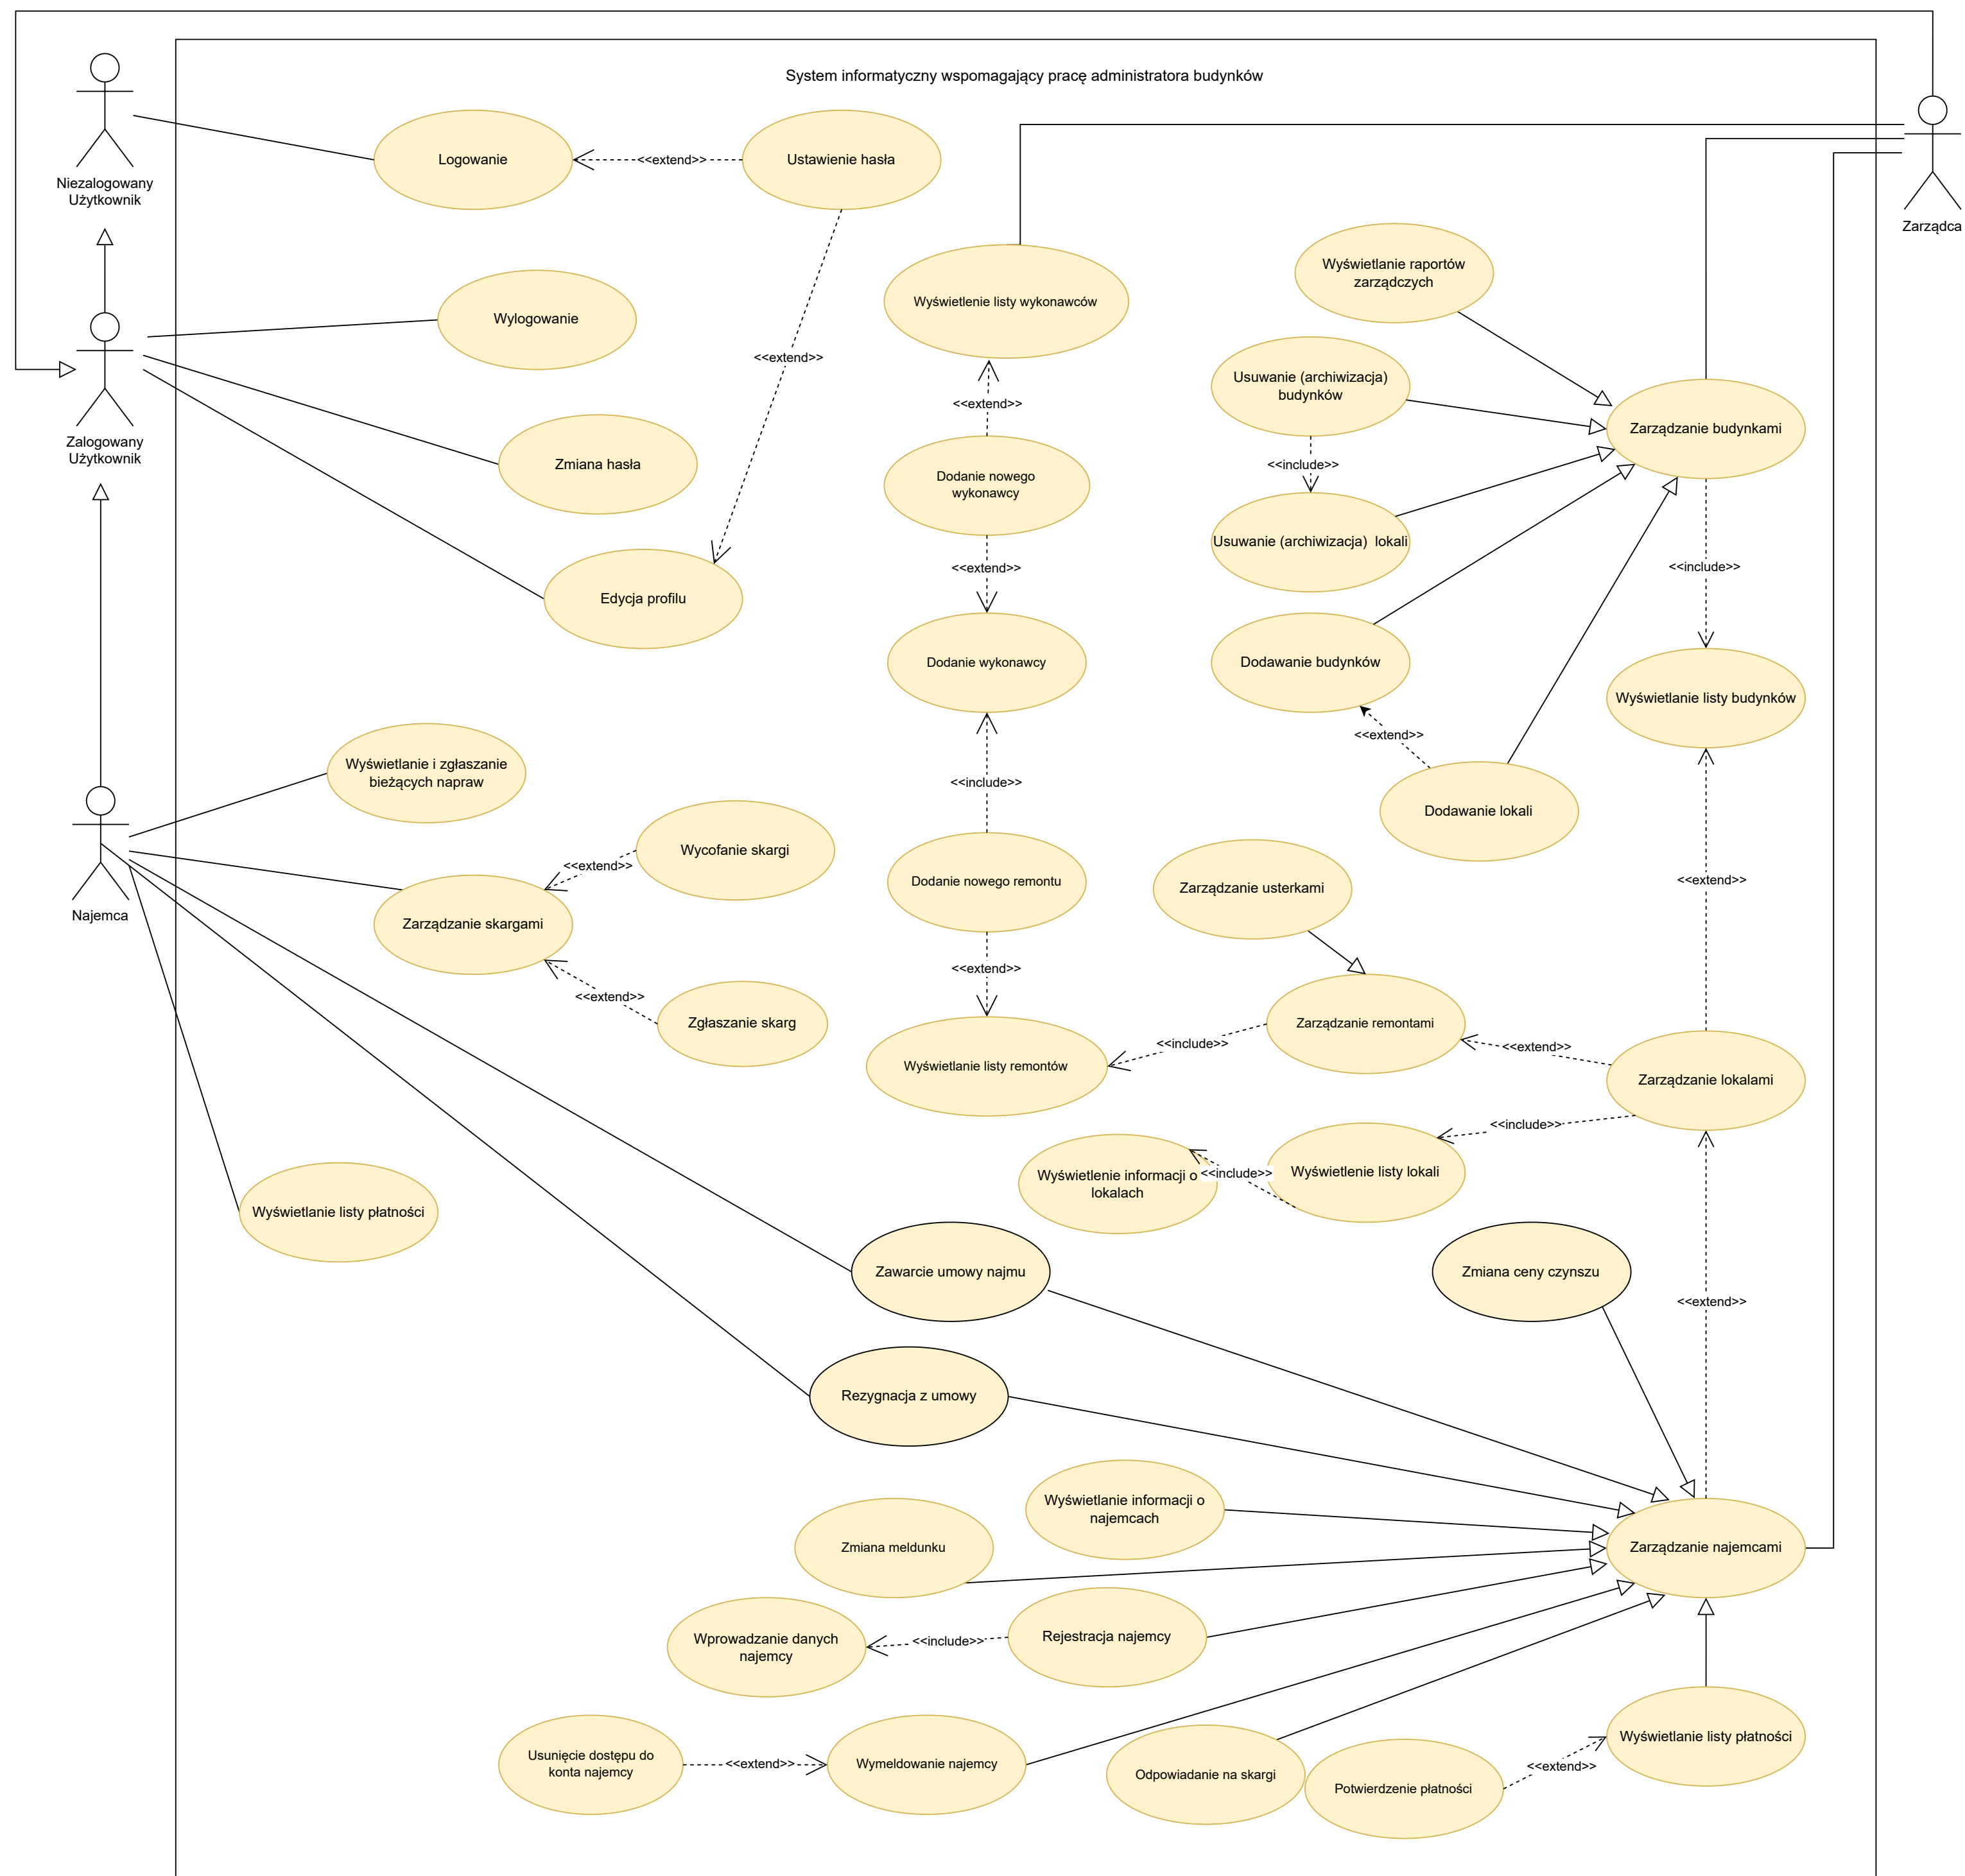 System informatyczny wspomagający pracę administratora budynków
Niezalogowany
Użytkownik
Logowanie
<<extend>>
Ustawienie hasła
Zarządca
Wylogowanie
<<extend>>
Zalogowany
Użytkownik
Zmiana hasła
Edycja profilu
Wyświetlenie listy wykonawców
<<extend>>
Dodanie nowego
wykonawcy
<<extend>>
Dodanie wykonawcy
<<include>>
Dodanie nowego remontu
<<extend>>
Wyświetlanie listy remontów
Wyświetlanie raportów
zarządczych
Usuwanie (archiwizacja)
budynków
<<include>>
Usuwanie (archiwizacja)  lokali
Zarządzanie budynkami
<<include>>
Dodawanie budynków
<<extend>>
Dodawanie lokali
Wyświetlanie listy budynków
<<extend>>
Zarządzanie usterkami
Zarządzanie remontami
<<include>>
<<extend>>
Zarządzanie lokalami
<<include>>
Wyświetlenie listy lokali
<<include>>
Wyświetlenie informacji o
lokalach
Najemca
Wyświetlanie i zgłaszanie
bieżących napraw
Wycofanie skargi
<<extend>>
Zarządzanie skargami
<<extend>>
Zgłaszanie skarg
Wyświetlanie listy płatności
Zawarcie umowy najmu
Zmiana ceny czynszu
<<extend>>
Rezygnacja z umowy
Wyświetlanie informacji o
najemcach
Zmiana meldunku
Zarządzanie najemcami
Wprowadzanie danych
najemcy
<<include>>
Rejestracja najemcy
Usunięcie dostępu do
konta najemcy
<<extend>>
Wymeldowanie najemcy
Odpowiadanie na skargi
Potwierdzenie płatności
<<extend>>
Wyświetlanie listy płatności